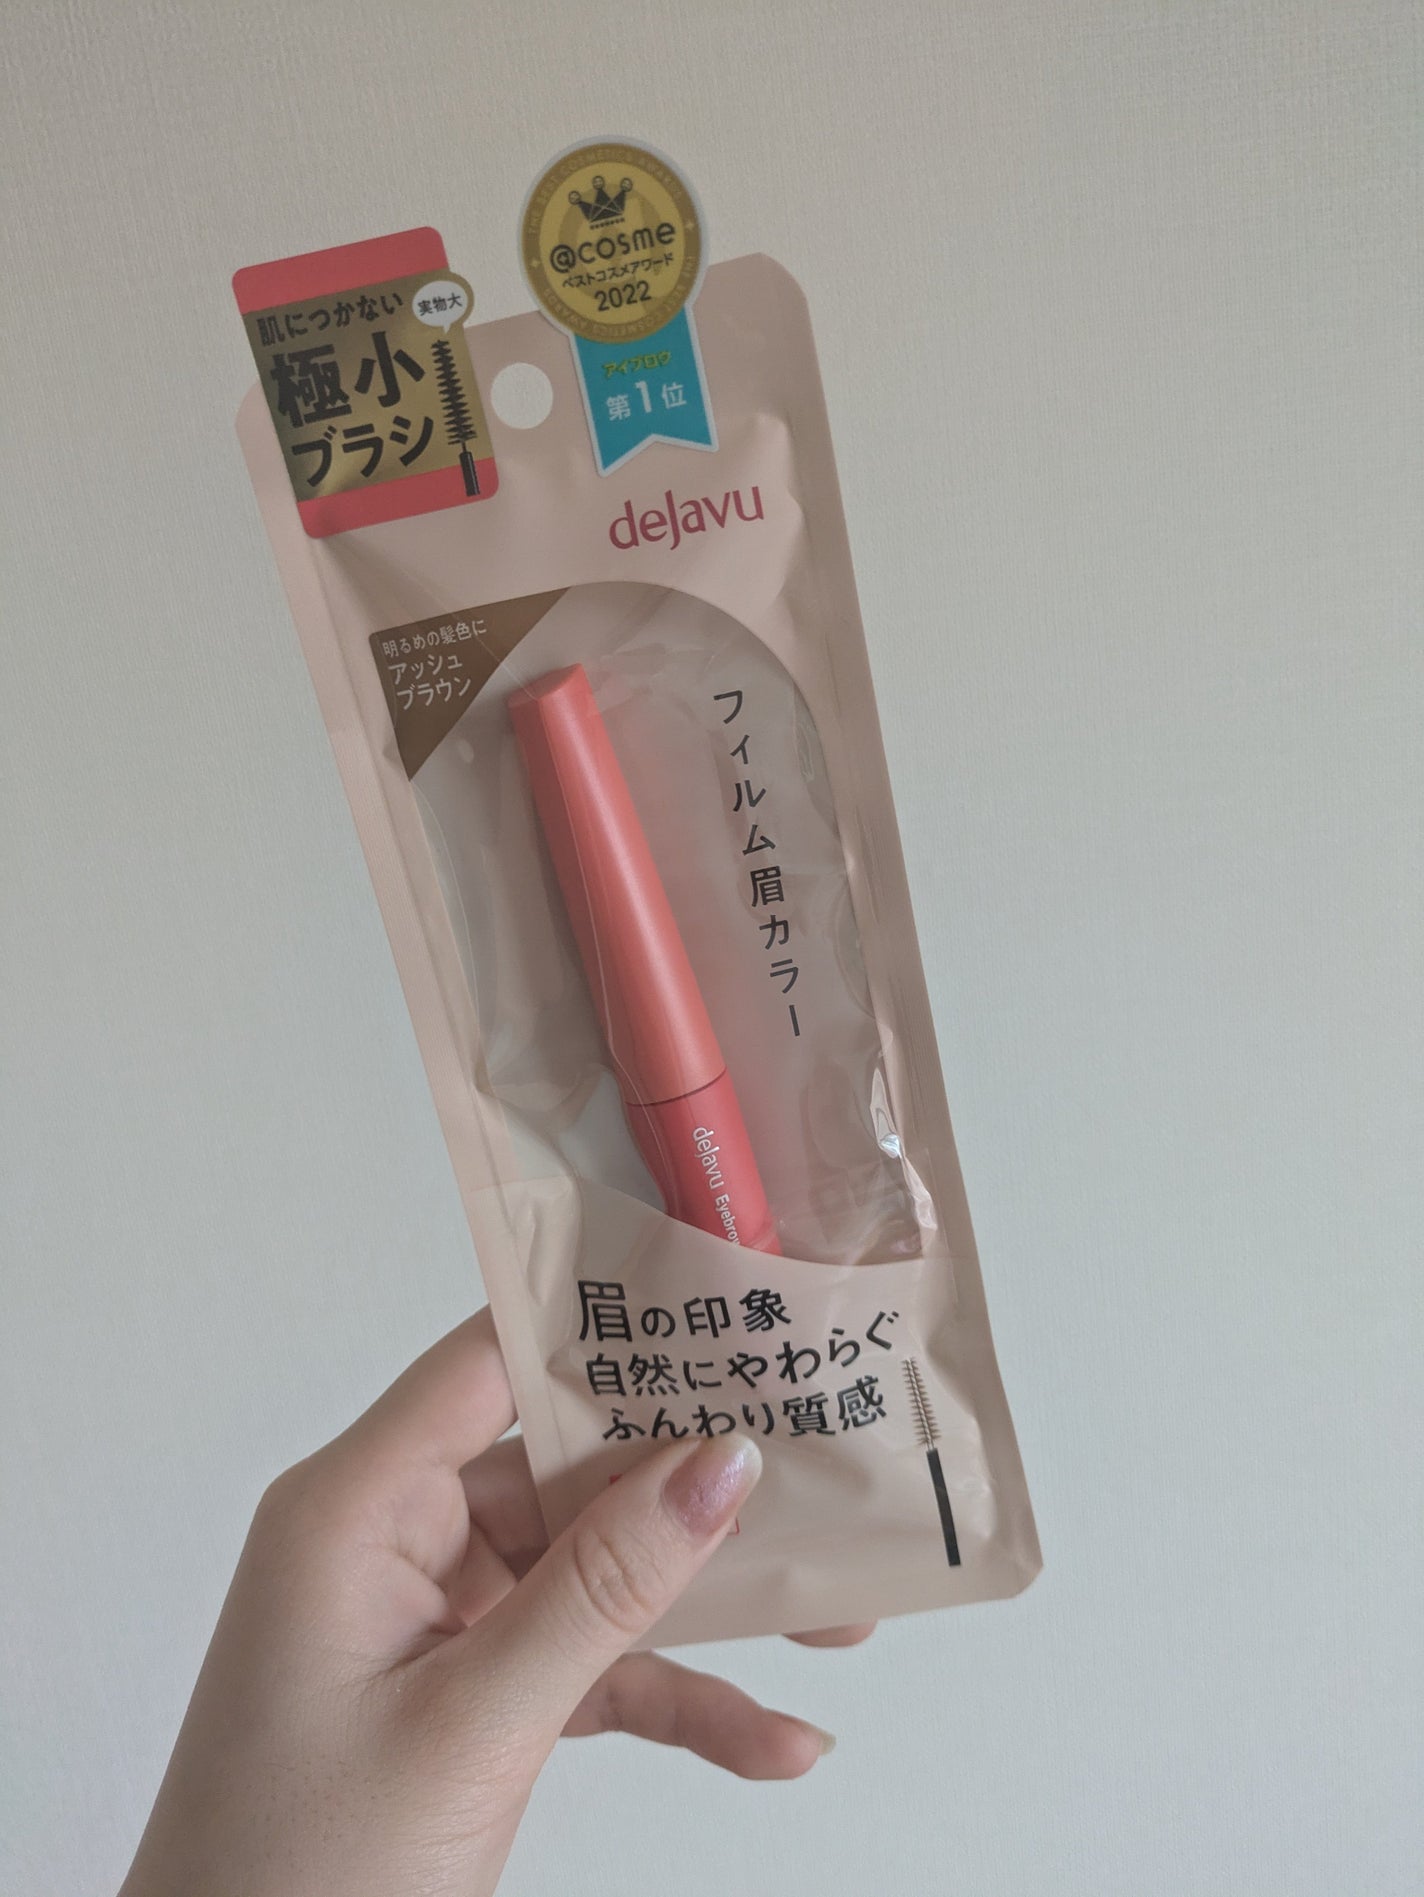 THE BEST COSMETICS AWARDS
@cosme
ベストコスメアワード
2022
アイブロウ
第1位
肌につかない
実物大
極小
ブラシ
dejavu
明るめの髪色に
アッシュ
ブラウン
フィルム眉カラー
dejavu
眉の印象
自然にやわらぐ
ふんわり質感